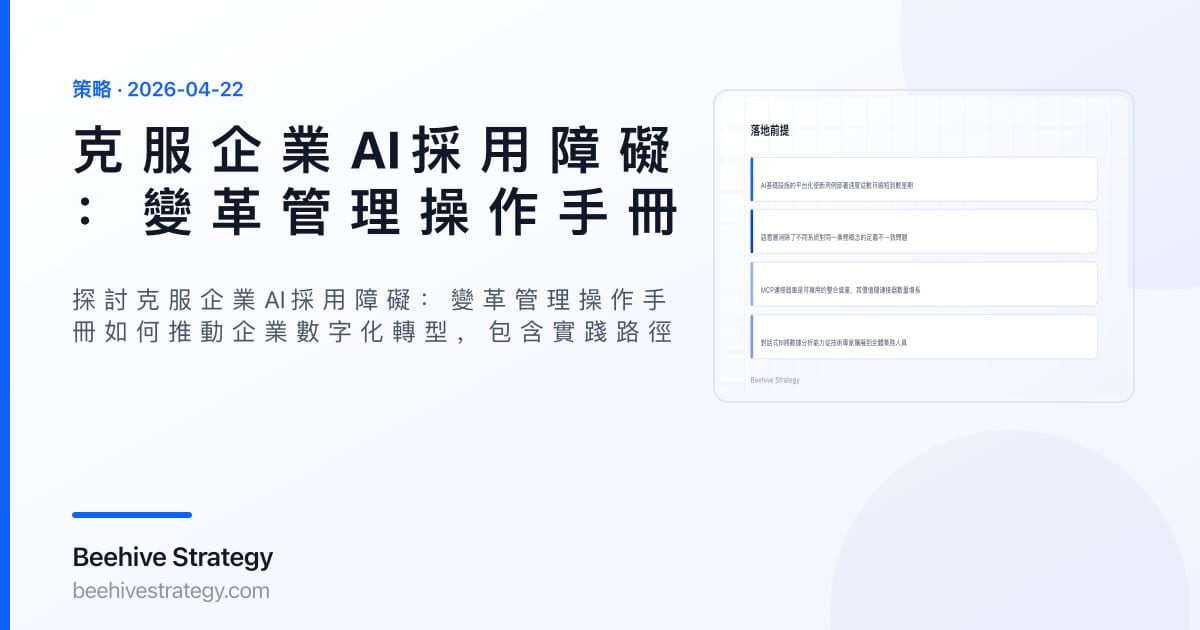 策略 · 2026-04-22
克服企業AI採用障礙
：變革管理操作手冊
探討克服企業AI採用障礙：變革管理操作手
冊如何推動企業數字化轉型，包含實踐路徑
Beehive Strategy
beehivestrategy.com
落地前提
AI基礎設施的平台化使新用例部署速度從數月縮短到數星期
語意層消除了不同系統對同一業務概念的定義不一致問題
MCP連接器庫是可複用的整合資產，其價值隨連接器數量增長
對話式BI將數據分析能力從技術專家擴展到全體業務人員
Beehive Strategy